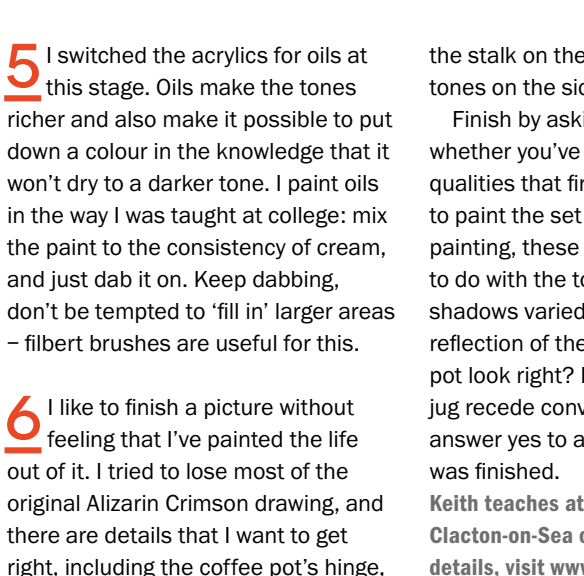 5 I switched the acrylics for oils at
this stage. Oils make the tones
richer and also make it possible to put
down a colour in the knowledge that it
won’t dry to a darker tone. I paint oils
in the way I was taught at college: mix
the paint to the consistency of cream,
and just dab it on. Keep dabbing,
don’t be tempted to ‘fill in’ larger areas
– filbert brushes are useful for this.
6 I like to finish a picture without
feeling that I’ve painted the life
out of it. I tried to lose most of the
original Alizarin Crimson drawing, and
there are details that I want to get
right, including the coffee pot’s hinge,
the stalk on the
tones on the
Finish by
whether you’ve
qualities that
to paint the set
painting, these
to do with the
shadows varied
reflection of the
pot look right?
jug recede
answer yes to
was finished.
Keith teaches at
Clacton-on-Sea
details, visit